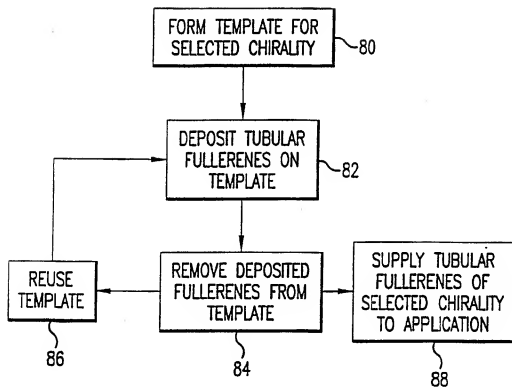 FORM TEMPLATE FOR
SELECTED CHIRALITY
80
DEPOSIT TUBULAR
FULLERENES ON
TEMPLATE
82
REUSE
TEMPLATE
86
REMOVE DEPOSITED
FULLERENES FROM
TEMPLATE
84
SUPPLY TUBULAR
FULLERENES OF
SELECTED CHIRALITY
TO APPLICATION
88